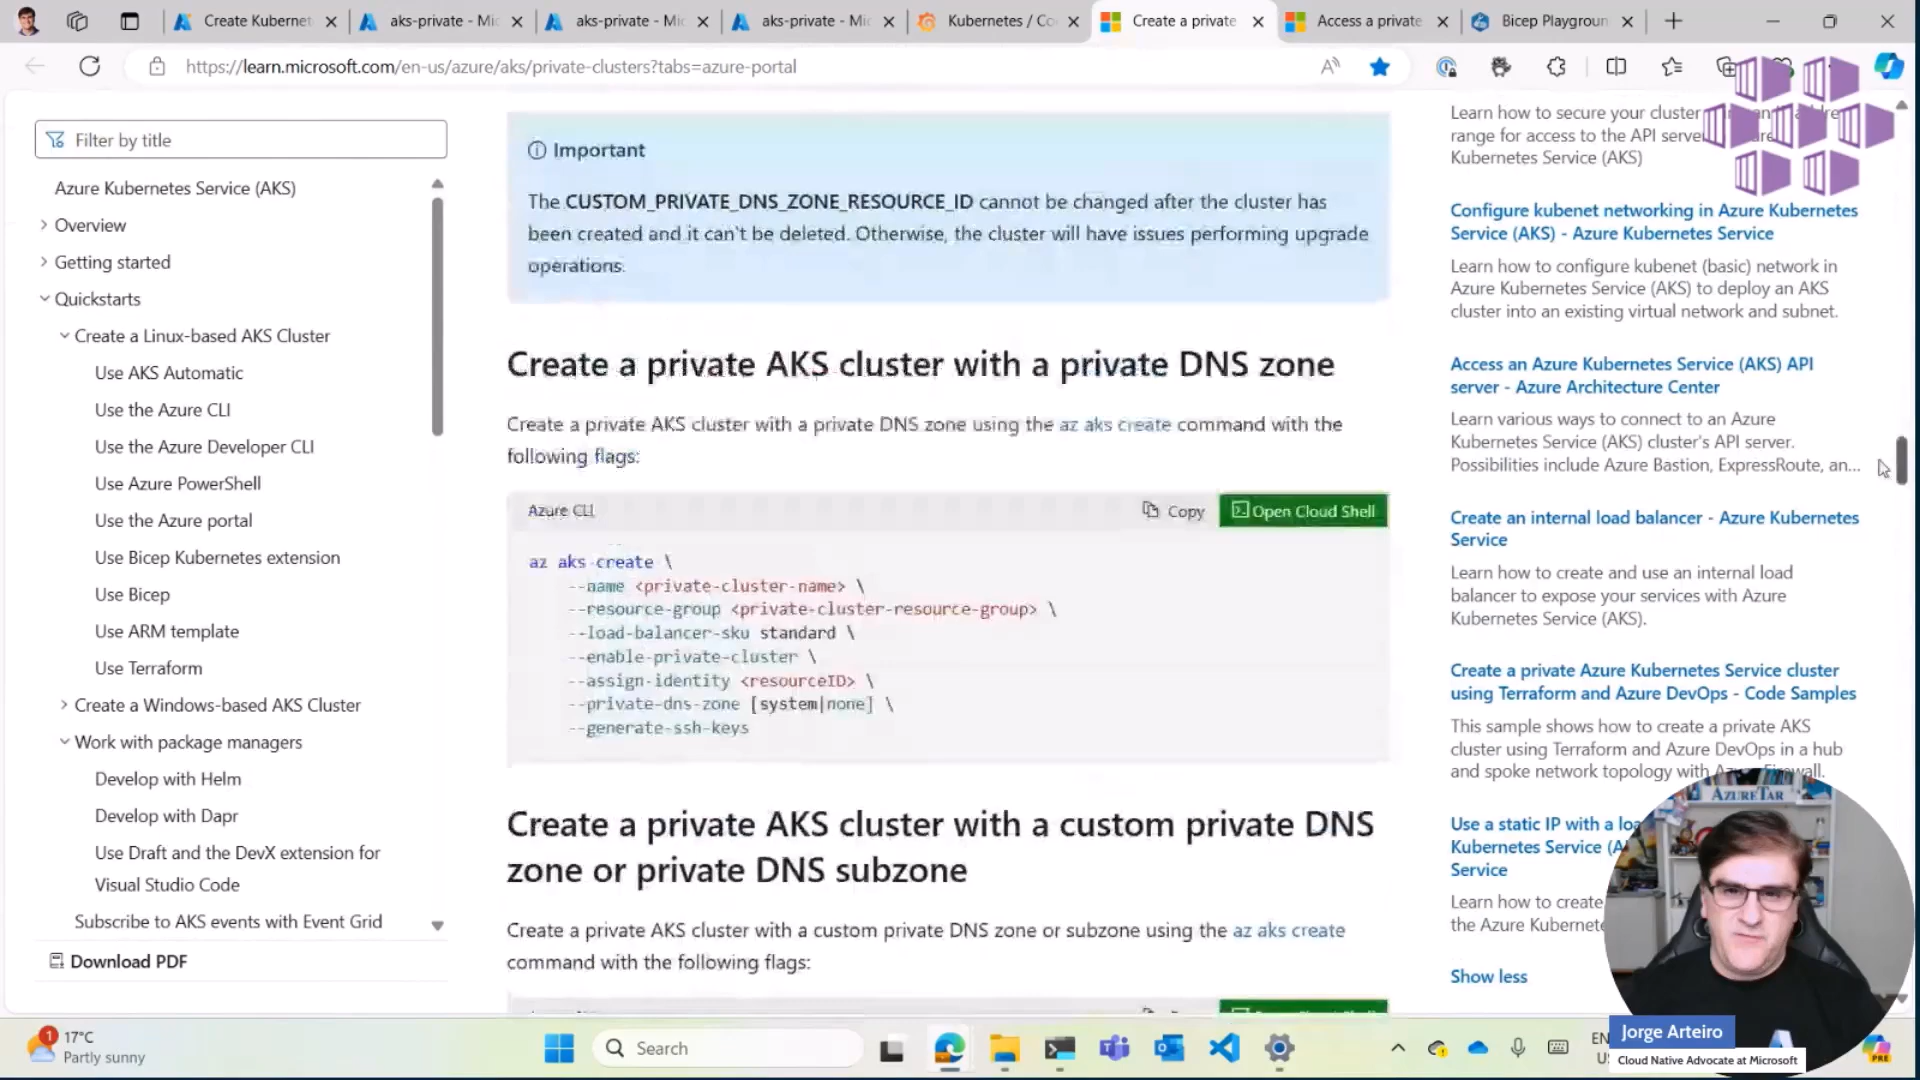 Create Kubernet
aks-private - Mic
aks-private - Mic
aks-private - Mic
Kubernetes / Co
Create a private
Access a private
Bicep Playgroun
https://learn.microsoft.com/en-us/azure/aks/private-clusters?tabs=azure-portal
Filter by title
Azure Kubernetes Service (AKS)
Overview
Getting started
Quickstarts
Create a Linux-based AKS Cluster
Use AKS Automatic
Use the Azure CLI
Use the Azure Developer CLI
Use Azure PowerShell
Use the Azure portal
Use Bicep Kubernetes extension
Use Bicep
Use ARM template
Use Terraform
Create a Windows-based AKS Cluster
Work with package managers
Develop with Helm
Develop with Dapr
Use Draft and the DevX extension for
Visual Studio Code
Subscribe to AKS events with Event Grid
Download PDF
Important
The CUSTOM_PRIVATE_DNS_ZONE_RESOURCE_ID cannot be changed after the cluster has
been created and it can't be deleted. Otherwise, the cluster will have issues performing upgrade
operations.
Create a private AKS cluster with a private DNS zone
Create a private AKS cluster with a private DNS zone using the az aks create command with the
following flags:
Azure CLI
Copy
Open Cloud Shell
az aks create \
--name <private-cluster-name> \
--resource-group <private-cluster-resource-group> \
--load-balancer-sku standard \
--enable-private-cluster \
--assign-identity <resourceID> \
--private-dns-zone [system|none] \
--generate-ssh-keys
Create a private AKS cluster with a custom private DNS
zone or private DNS subzone
Create a private AKS cluster with a custom private DNS zone or subzone using the az aks create
command with the following flags:
Learn how to secure your cluster
range for access to the API server
Kubernetes Service (AKS)
Configure kubenet networking in Azure Kubernetes
Service (AKS) - Azure Kubernetes Service
Learn how to configure kubenet (basic) network in
Azure Kubernetes Service (AKS) to deploy an AKS
cluster into an existing virtual network and subnet.
Access an Azure Kubernetes Service (AKS) API
server - Azure Architecture Center
Learn various ways to connect to an Azure
Kubernetes Service (AKS) cluster's API server.
Possibilities include Azure Bastion, ExpressRoute, an...
Create an internal load balancer - Azure Kubernetes
Service
Learn how to create and use an internal load
balancer to expose your services with Azure
Kubernetes Service (AKS).
Create a private Azure Kubernetes Service cluster
using Terraform and Azure DevOps - Code Samples
This sample shows how to create a private AKS
cluster using Terraform and Azure DevOps in a hub
and spoke network topology with Azure Firewall.
Use a static IP with a loa
Kubernetes Service (A
Service
Learn how to create
the Azure Kubernete
Show less
AZURETAR
Jorge Arteiro
Cloud Native Advocate at Microsoft
1
17°C
Partly sunny
Search
EN
PRE